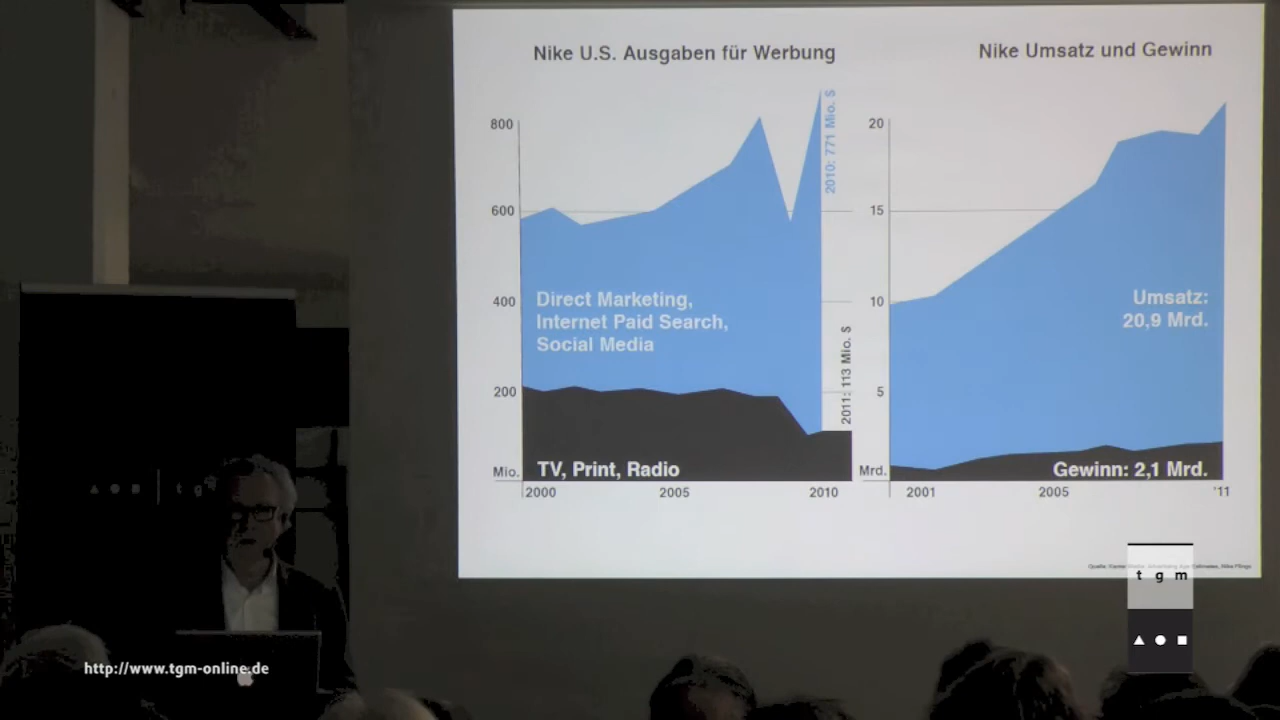 Nike U.S. Ausgaben für Werbung
800
600
400
200
Mio.
2010: 771 Mio. $
2011: 113 Mio. $
Direct Marketing,
Internet Paid Search,
Social Media
TV, Print, Radio
2000
2005
2010
Nike Umsatz und Gewinn
20
15
10
5
Mrd.
Umsatz:
20,9 Mrd.
Gewinn: 2,1 Mrd.
2001
2005
'11
t g m
http://www.tgm-online.de